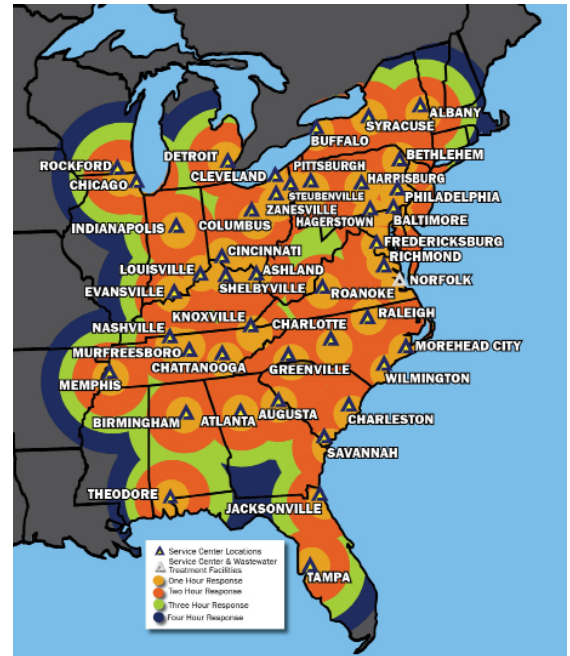 ALBANY
SYRACUSE
BUFFALO
DETROIT
ROCKFORD
CLEVELAND
PITTSBURGH
BETHLEHEM
CHICAGO
HARRISPBURG
STEUBENVILLE
PHILADELPHIA
ZANESVILLE
INDIANAPOLIS
COLUMBUS
HAGERSTOWN
BALTIMORE
FREDERICKSBURG
CINCINNATI
RICHMOND
LOUISVILLE
ASHLAND
NORFOLK
EVANSVILLE
SHELBYVILLE
ROANOKE
RALEIGH
KNOXVILLE
CHARLOTTE
NASHVILLE
MOREHEAD CITY
MURFREESBORO
CHATTANOOGA
GREENVILLE
WILMINGTON
MEMPHIS
AUGUSTA
BIRMINGHAM
ATLANTA
CHARLESTON
SAVANNAH
THEODORE
JACKSONVILLE
TAMPA
Service Center Locations
Service Center & Wastewater
Treatment Facilities
One Hour Response
Two Hour Response
Three Hour Response
Four Hour Response